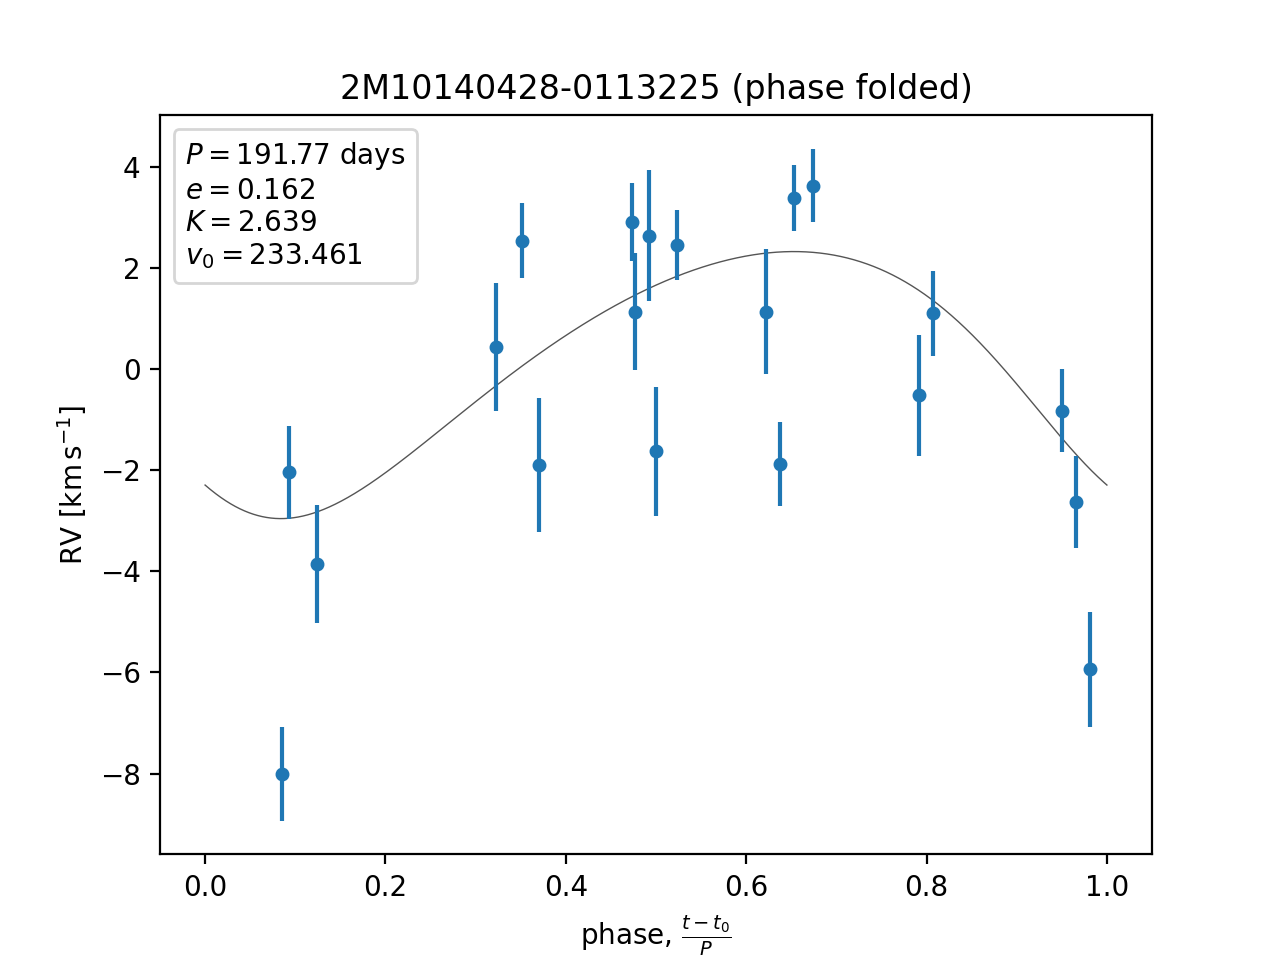 2M10140428-0113225 (phase folded)
P = 191.77 days
e = 0.162
K = 2.639
v₀ = 233.461
4
2
0
−2
−4
−6
−8
RV [km s⁻¹]
0.0 0.2 0.4 0.6 0.8 1.0
phase, (t − t₀)/P